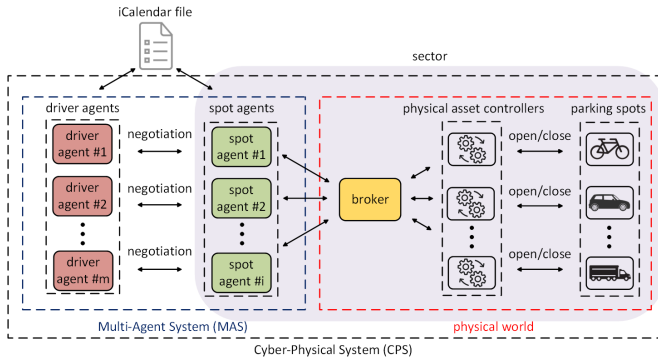 iCalendar file
sector
driver agents
spot agents
physical asset controllers
parking spots
driver
agent #1
negotiation
spot
agent #1
open/close
driver
agent #2
negotiation
spot
agent #2
broker
open/close
driver
agent #m
negotiation
spot
agent #i
open/close
Multi-Agent System (MAS)
physical world
Cyber-Physical System (CPS)